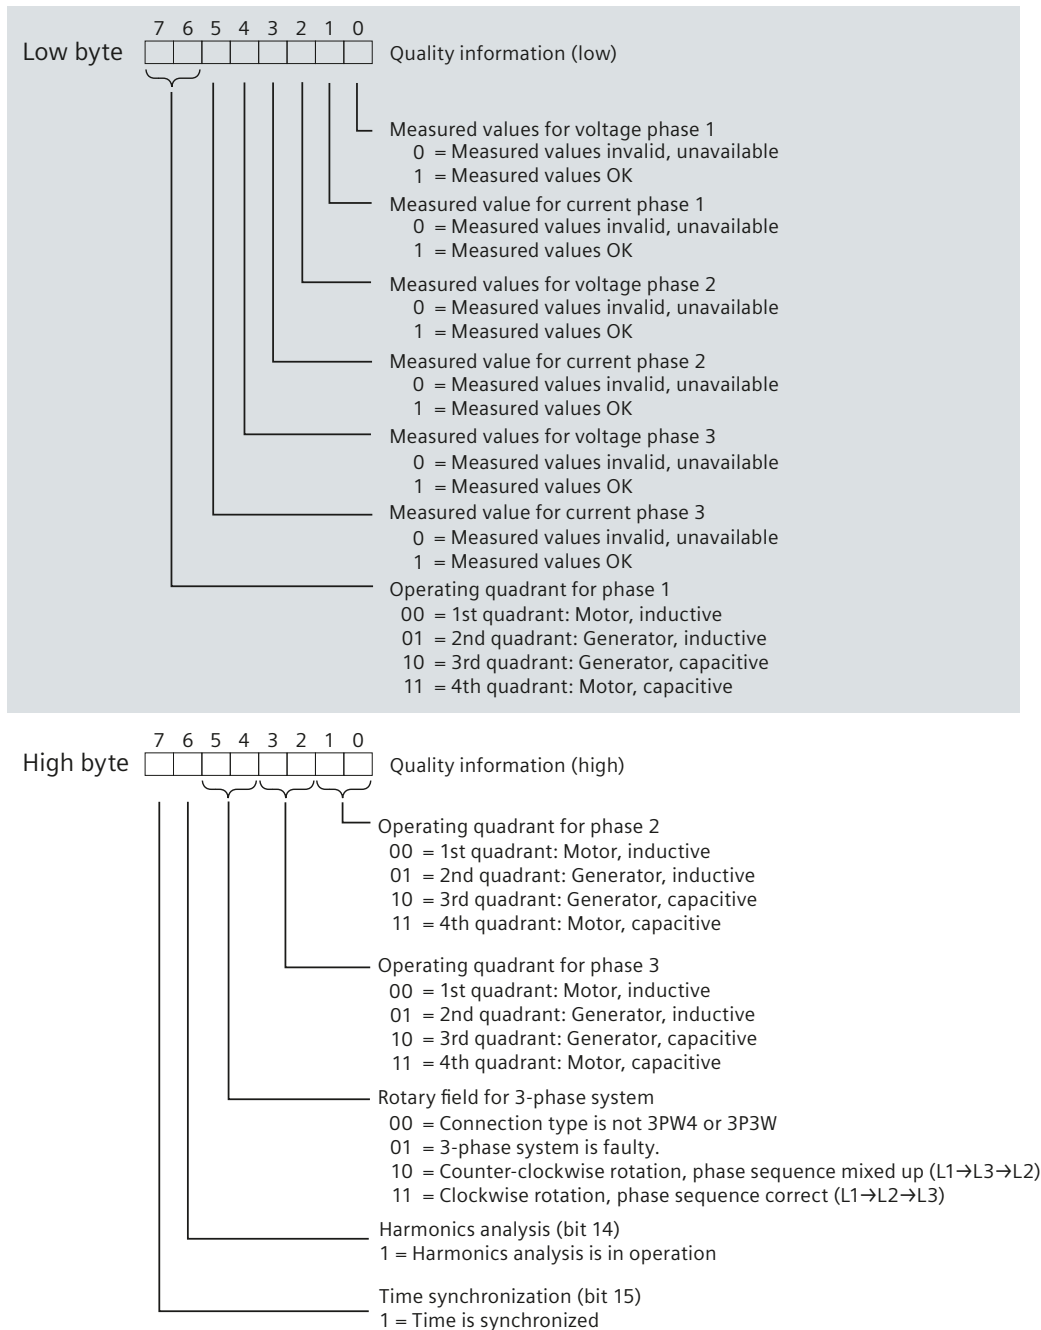 7 6 5 4 3 2 1 0
Low byte Quality information (low)
Measured values for voltage phase 1
0 = Measured values invalid, unavailable
1 = Measured values OK
Measured value for current phase 1
0 = Measured values invalid, unavailable
1 = Measured values OK
Measured values for voltage phase 2
0 = Measured values invalid, unavailable
1 = Measured values OK
Measured value for current phase 2
0 = Measured values invalid, unavailable
1 = Measured values OK
Measured values for voltage phase 3
0 = Measured values invalid, unavailable
1 = Measured values OK
Measured value for current phase 3
0 = Measured values invalid, unavailable
1 = Measured values OK
Operating quadrant for phase 1
00 = 1st quadrant: Motor, inductive
01 = 2nd quadrant: Generator, inductive
10 = 3rd quadrant: Generator, capacitive
11 = 4th quadrant: Motor, capacitive
7 6 5 4 3 2 1 0
High byte Quality information (high)
Operating quadrant for phase 2
00 = 1st quadrant: Motor, inductive
01 = 2nd quadrant: Generator, inductive
10 = 3rd quadrant: Generator, capacitive
11 = 4th quadrant: Motor, capacitive
Operating quadrant for phase 3
00 = 1st quadrant: Motor, inductive
01 = 2nd quadrant: Generator, inductive
10 = 3rd quadrant: Generator, capacitive
11 = 4th quadrant: Motor, capacitive
Rotary field for 3-phase system
00 = Connection type is not 3PW4 or 3P3W
01 = 3-phase system is faulty.
10 = Counter-clockwise rotation, phase sequence mixed up (L1→L3→L2)
11 = Clockwise rotation, phase sequence correct (L1→L2→L3)
Harmonics analysis (bit 14)
1 = Harmonics analysis is in operation
Time synchronization (bit 15)
1 = Time is synchronized